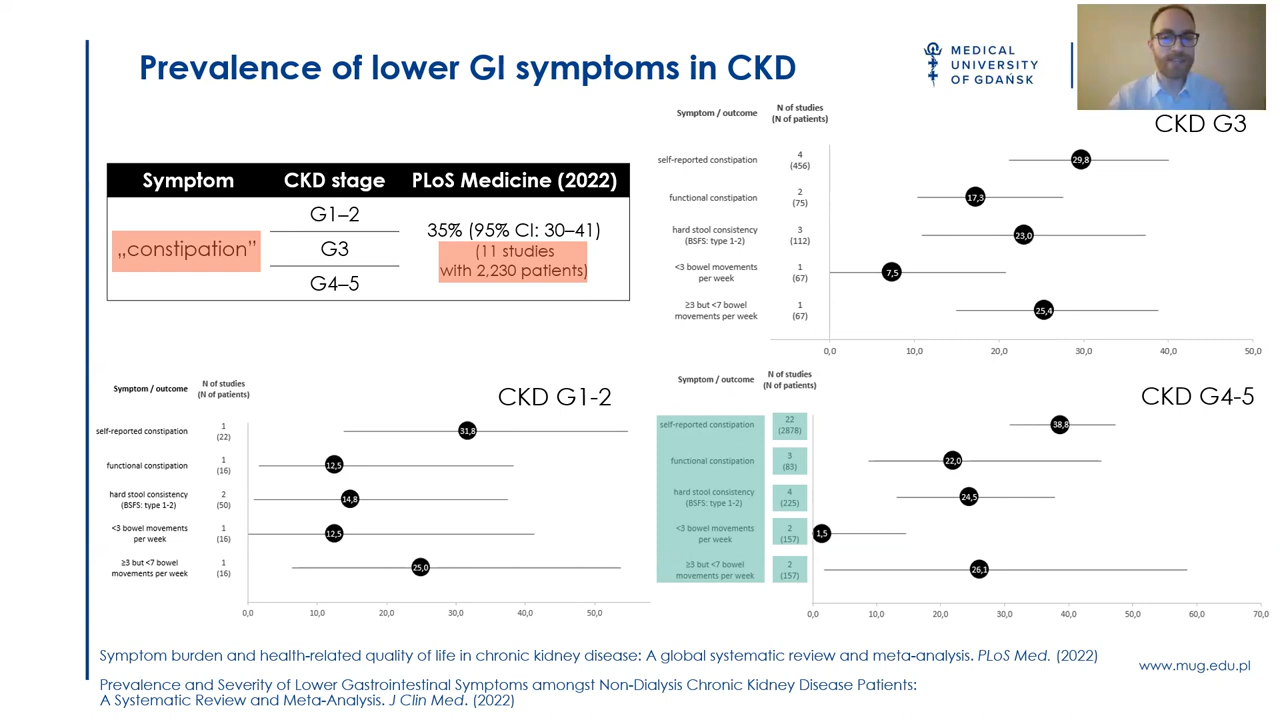 Prevalence of lower GI symptoms in CKD
MEDICAL
UNIVERSITY
OF GDAŃSK
Symptom CKD stage PLoS Medicine (2022)
„constipation”
G1–2
G3
G4–5
35% (95% CI: 30–41)
(11 studies
with 2,230 patients)
CKD G3
Symptom / outcome
N of studies
(N of patients)
self-reported constipation
4
(456)
29,8
functional constipation
2
(75)
17,3
hard stool consistency
(BSFS: type 1-2)
3
(112)
23,0
<3 bowel movements
per week
1
(67)
7,5
≥3 but <7 bowel
movements per week
1
(67)
25,4
0,0 10,0 20,0 30,0 40,0 50,0
CKD G1-2
Symptom / outcome
N of studies
(N of patients)
self-reported constipation
1
(22)
31,8
functional constipation
1
(16)
12,5
hard stool consistency
(BSFS: type 1-2)
2
(50)
14,8
<3 bowel movements
per week
1
(16)
12,5
≥3 but <7 bowel
movements per week
1
(16)
25,0
0,0 10,0 20,0 30,0 40,0 50,0
CKD G4-5
Symptom / outcome
N of studies
(N of patients)
self-reported constipation
22
(2878)
38,8
functional constipation
3
(83)
22,0
hard stool consistency
(BSFS: type 1-2)
4
(225)
24,5
<3 bowel movements
per week
2
(157)
1,5
≥3 but <7 bowel
movements per week
2
(157)
26,1
0,0 10,0 20,0 30,0 40,0 50,0 60,0 70,0
Symptom burden and health-related quality of life in chronic kidney disease: A global systematic review and meta-analysis. PLoS Med. (2022)
Prevalence and Severity of Lower Gastrointestinal Symptoms amongst Non-Dialysis Chronic Kidney Disease Patients:
A Systematic Review and Meta-Analysis. J Clin Med. (2022)
www.mug.edu.pl